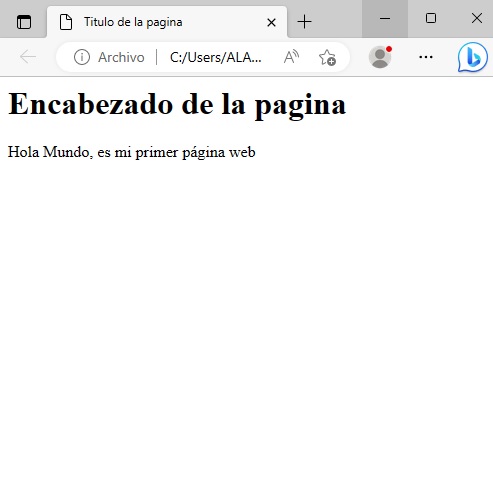 Titulo de la pagina
Archivo | C:/Users/ALA...
Encabezado de la pagina
Hola Mundo, es mi primer página web